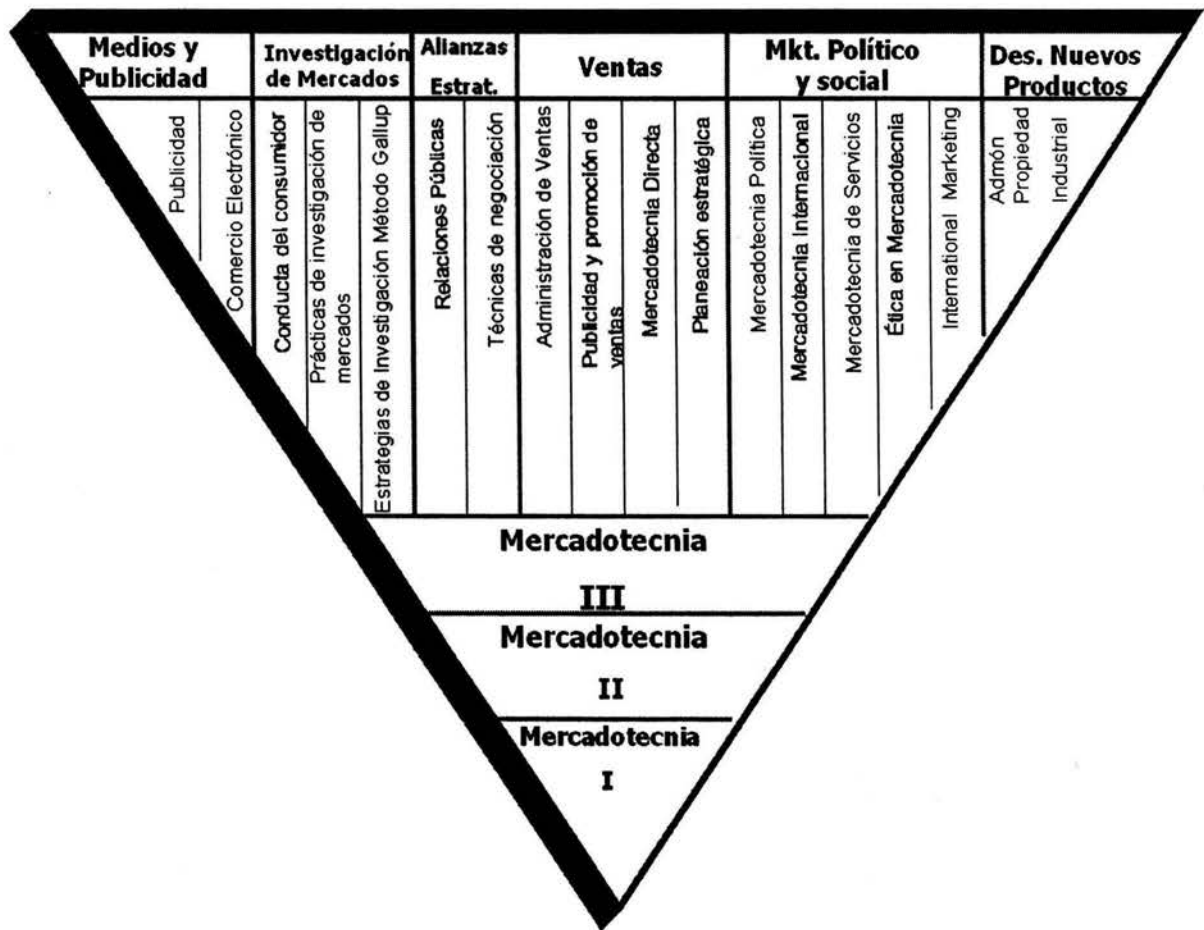 Medios y
Publicidad
Investigación
de Mercados
Alianzas
Estrat.
Ventas
Mkt. Político
y social
Des. Nuevos
Productos
Publicidad
Comercio Electrónico
Conducta del consumidor
Prácticas de investigación de
mercados
Estrategias de Investigación Método Gallup
Relaciones Públicas
Técnicas de negociación
Administración de Ventas
Publicidad y promoción de
ventas
Mercadotecnia Directa
Planeación estratégica
Mercadotecnia Política
Mercadotecnia Internacional
Mercadotecnia de Servicios
Ética en Mercadotecnia
International Marketing
Admón
Propiedad
Industrial
Mercadotecnia
III
Mercadotecnia
II
Mercadotecnia
I